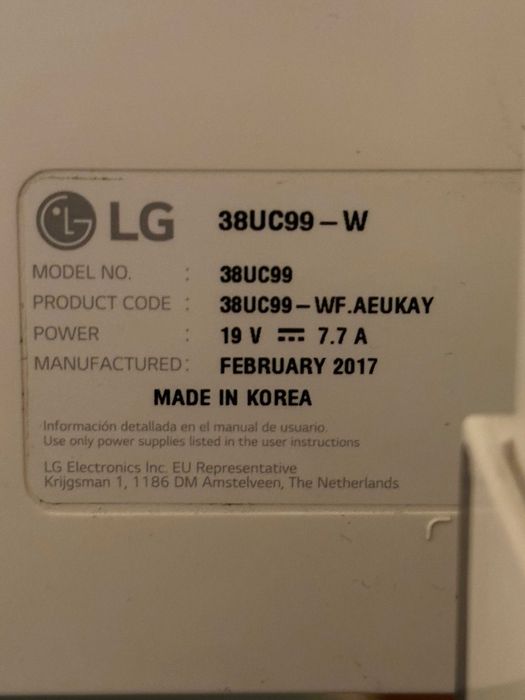 LG 38UC99-W
MODEL NO. : 38UC99
PRODUCT CODE : 38UC99-WF.AEUKAY
POWER : 19 V ⎓ 7.7 A
MANUFACTURED: FEBRUARY 2017
MADE IN KOREA
Información detallada en el manual de usuario.
Use only power supplies listed in the user instructions
LG Electronics Inc. EU Representative
Krijgsman 1, 1186 DM Amstelveen, The Netherlands